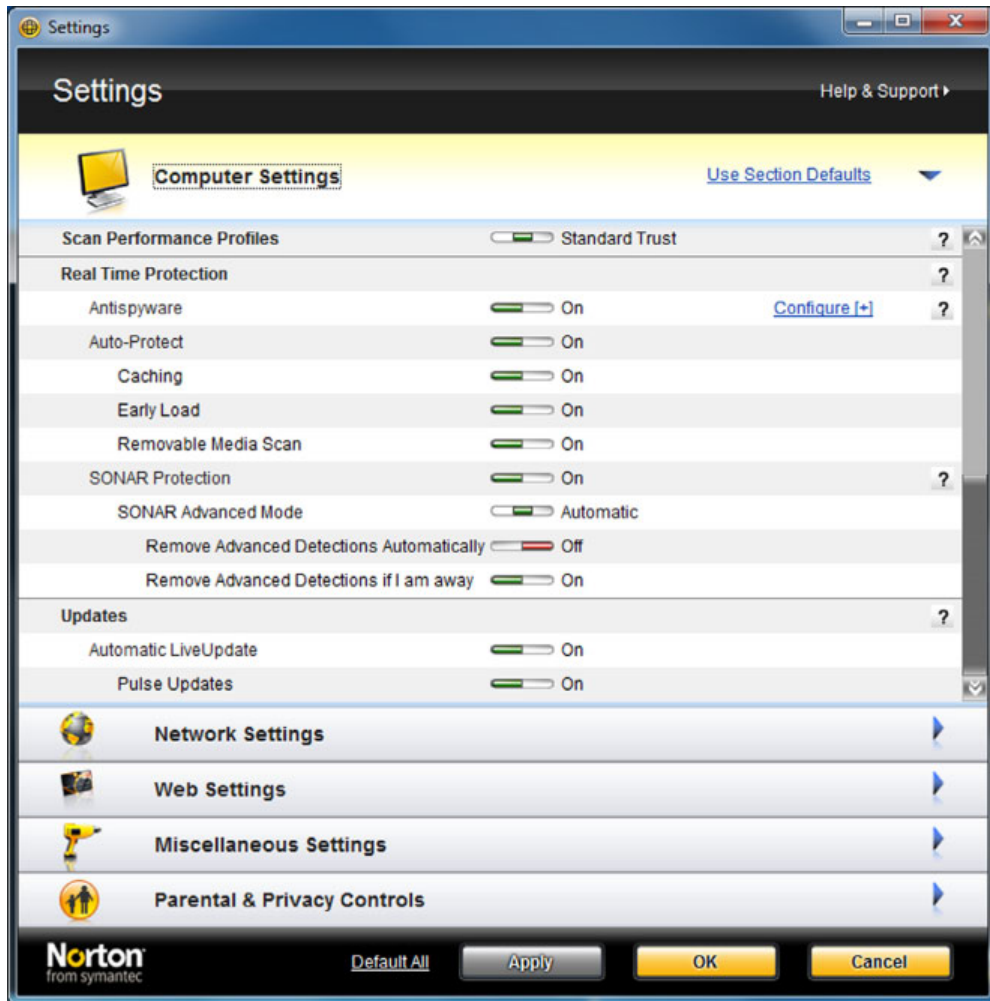 Settings
Settings
Help & Support
Computer Settings Use Section Defaults
Scan Performance Profiles Standard Trust ?
Real Time Protection ?
Antispyware On Configure [+] ?
Auto-Protect On
Caching On
Early Load On
Removable Media Scan On
SONAR Protection On ?
SONAR Advanced Mode Automatic
Remove Advanced Detections Automatically Off
Remove Advanced Detections if I am away On
Updates ?
Automatic LiveUpdate On
Pulse Updates On
Network Settings
Web Settings
Miscellaneous Settings
Parental & Privacy Controls
Norton
from symantec
Default All Apply OK Cancel